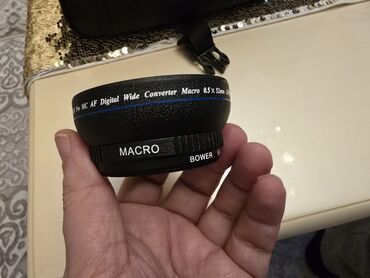 Pro HC AF Digital Wide Converter Macro 0.5 X 52mm
MACRO
BOWER